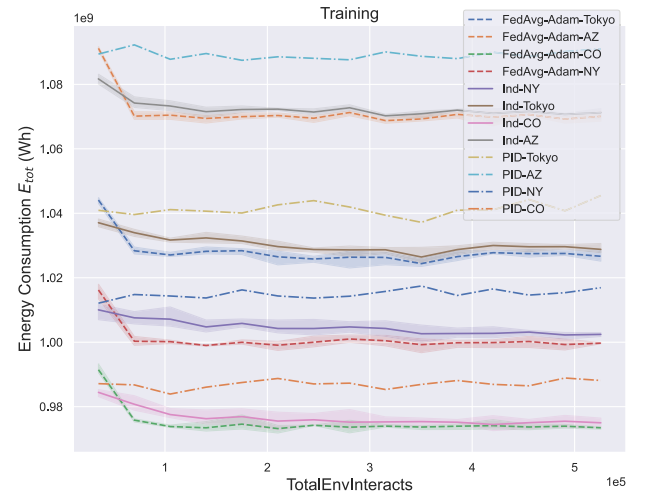 Training
1e9
FedAvg-Adam-Tokyo
FedAvg-Adam-AZ
FedAvg-Adam-CO
FedAvg-Adam-NY
Ind-NY
Ind-Tokyo
Ind-CO
Ind-AZ
PID-Tokyo
PID-AZ
PID-NY
PID-CO
Energy Consumption E_tot (Wh)
1.08
1.06
1.04
1.02
1.00
0.98
1
2
3
4
5
1e5
TotalEnvInteracts